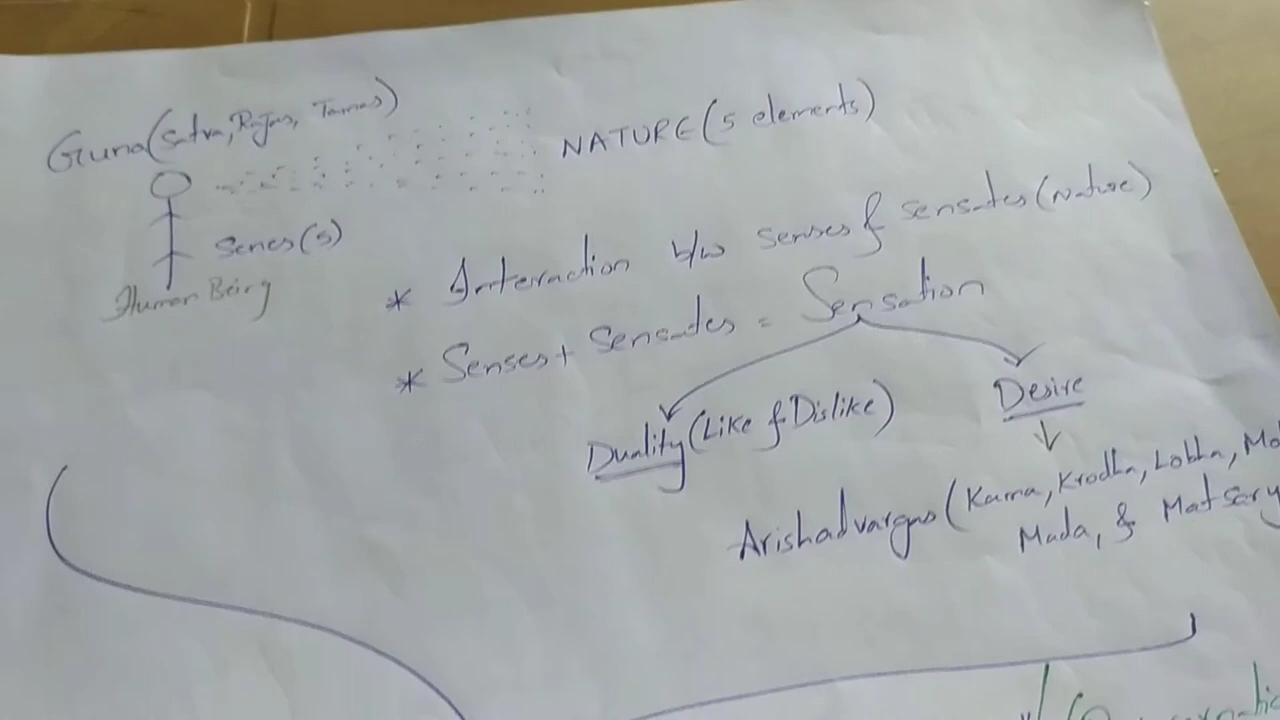 Guna(Satva, Rajas, Tamas)
NATURE(5 elements)
Senes(5)
Human Being
* Interaction b/w senses & sensates(nature)
* Senses + Sensates = Sensation
Duality(Like & Dislike)
Desire
Arishadvargas(Kama, Krodha, Lobha, Mo
Mada, & Matsary